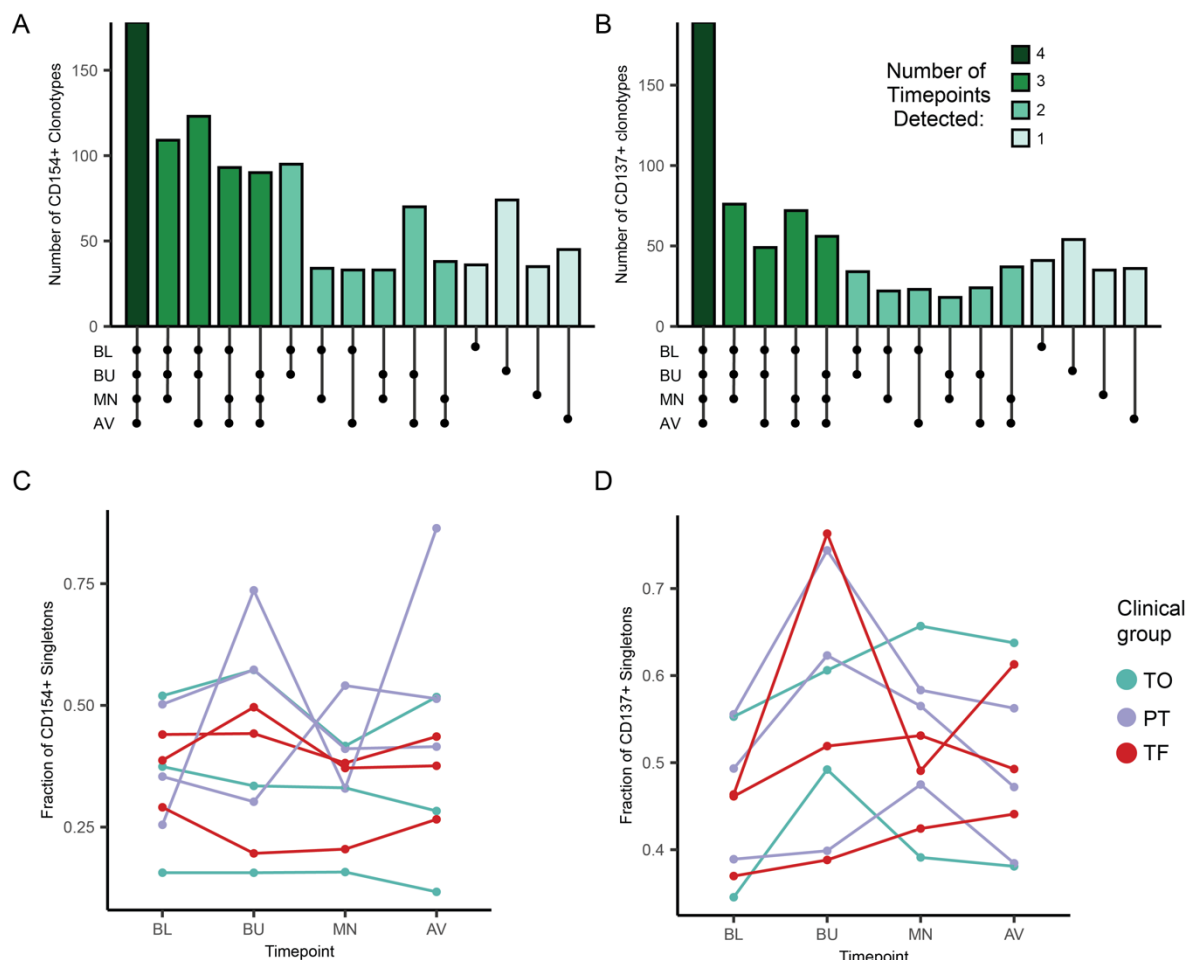 A
Number of CD154+ Clonotypes
150
100
50
0
BL
BU
MN
AV
B
Number of CD137+ clonotypes
150
100
50
0
Number of
Timepoints
Detected:
4
3
2
1
BL
BU
MN
AV
C
Fraction of CD154+ Singletons
0.75
0.50
0.25
BL BU MN AV
Timepoint
D
Fraction of CD137+ Singletons
0.7
0.6
0.5
0.4
BL BU MN AV
Timepoint
Clinical
group
TO
PT
TF